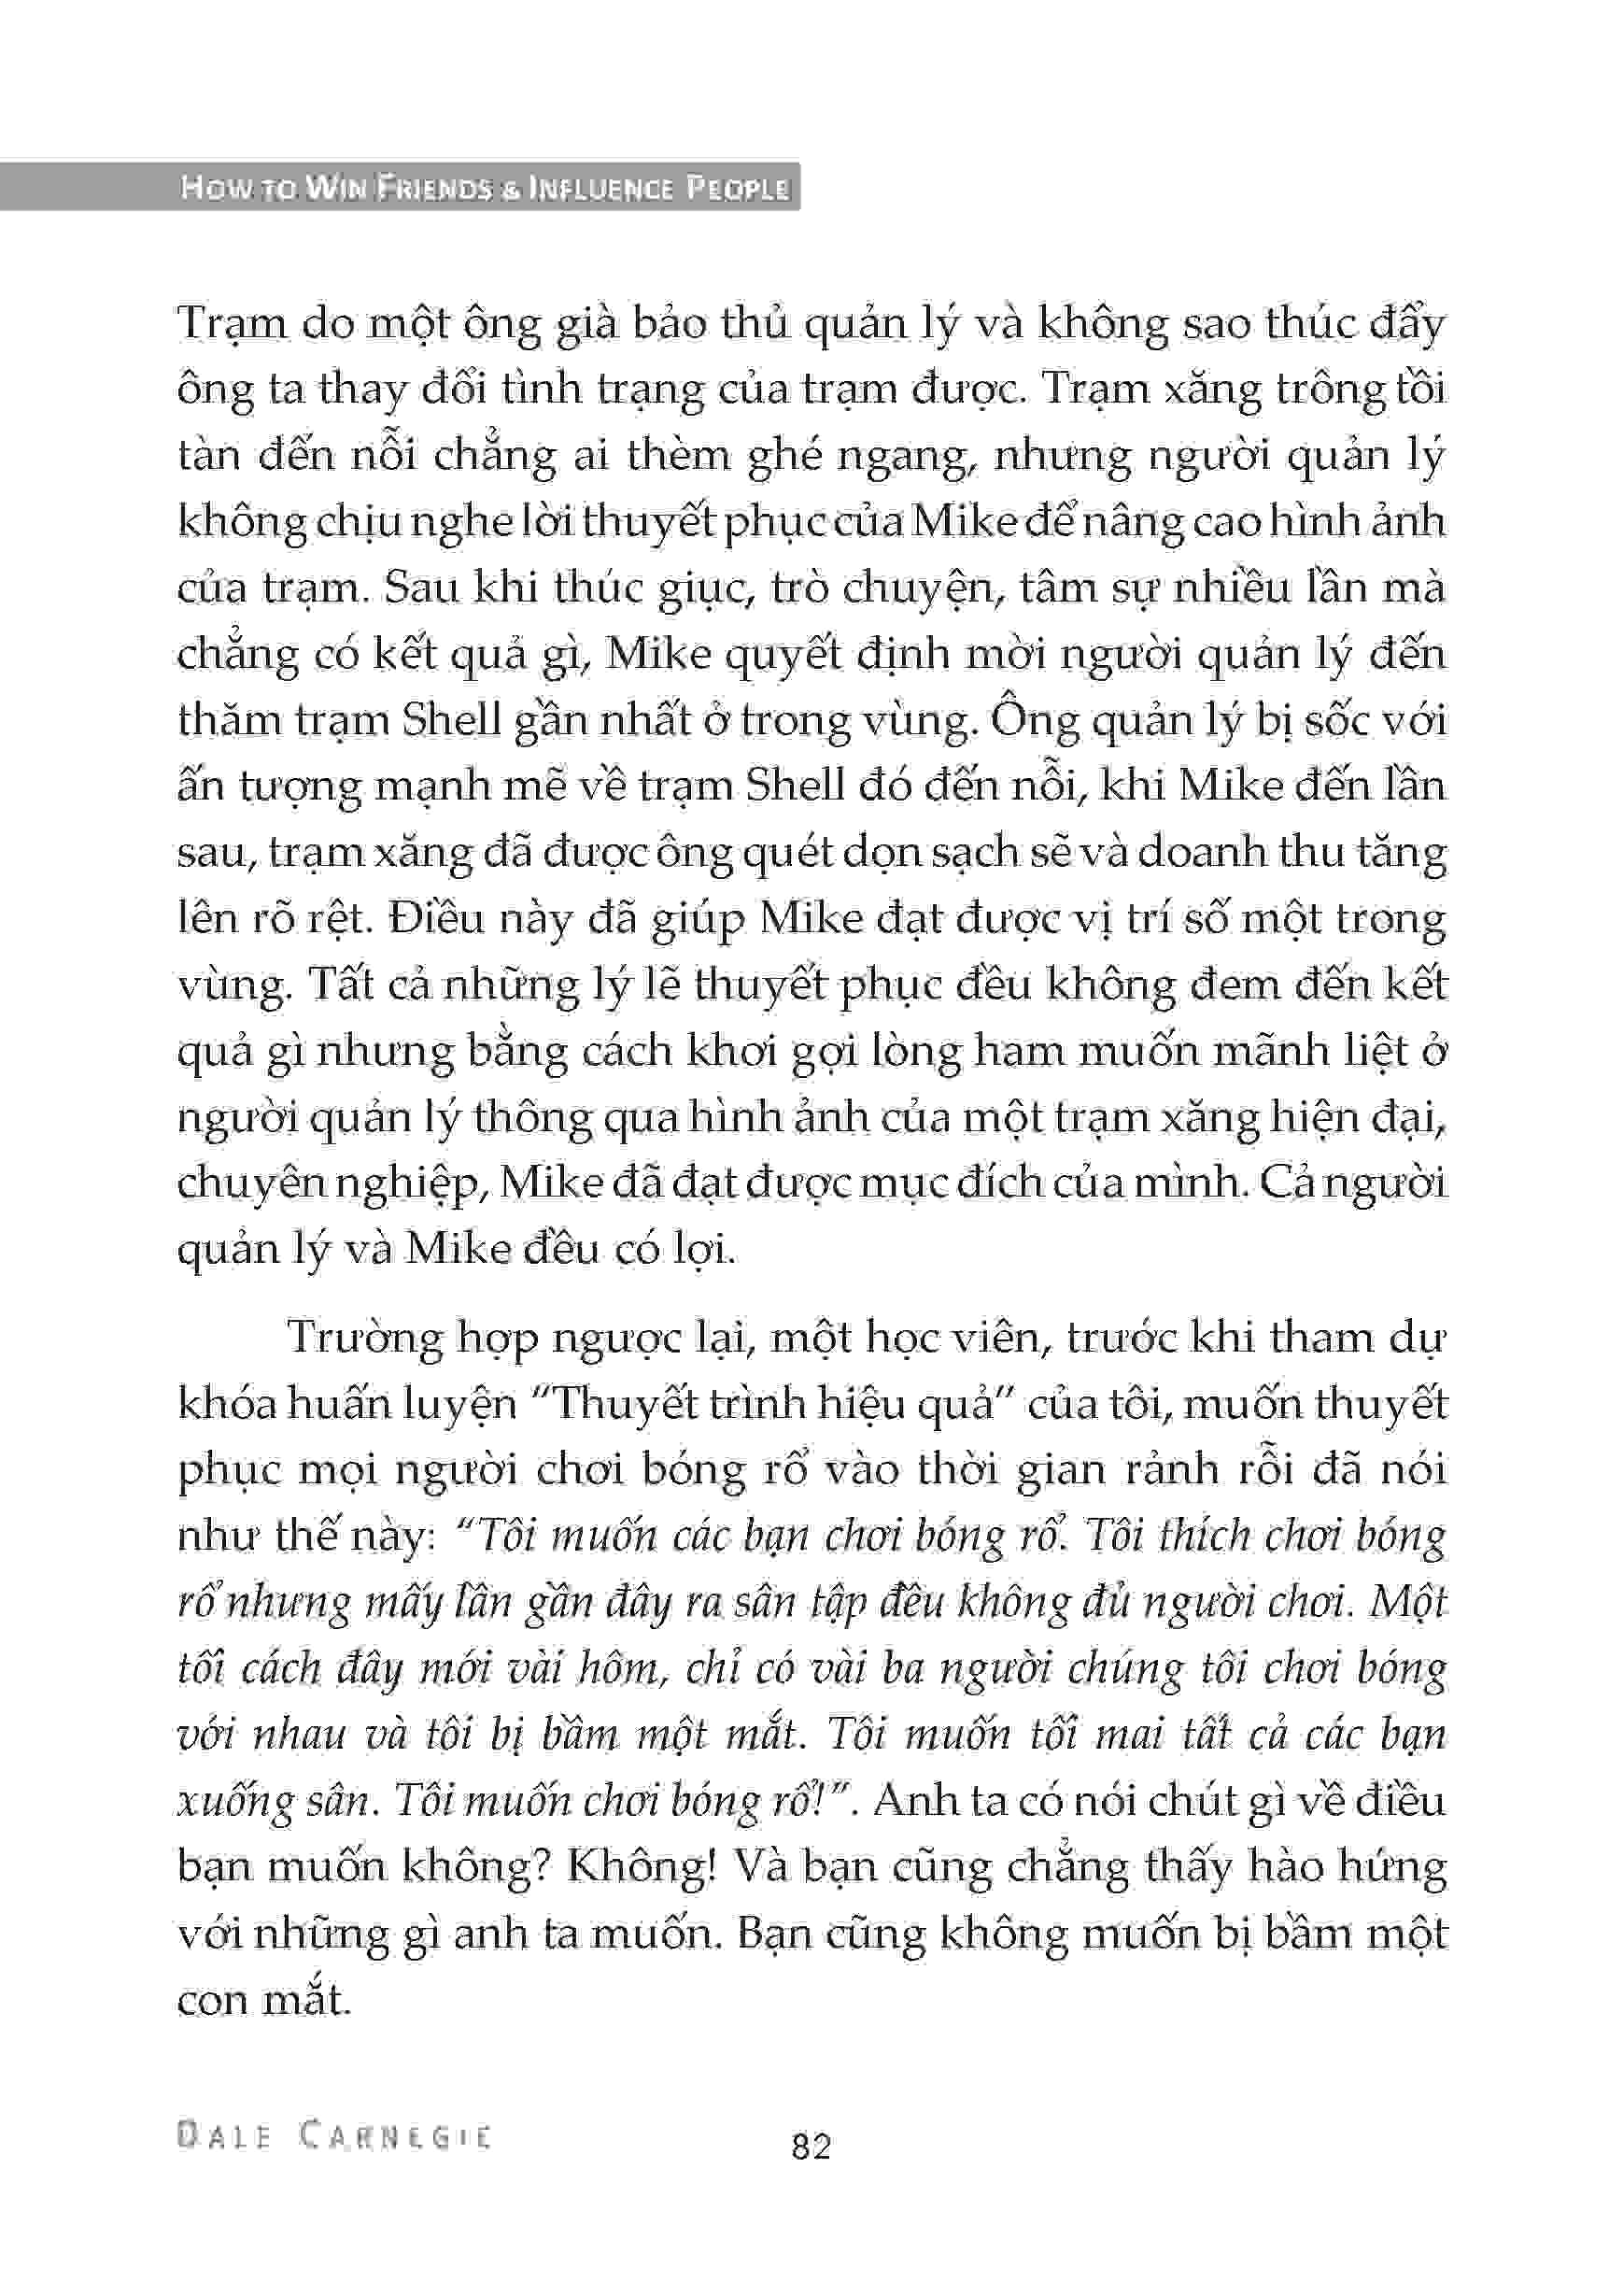 HOW TO WIN FRIENDS & INFLUENCE PEOPLE
Trạm do một ông già bảo thủ quản lý và không sao thúc đẩy
ông ta thay đổi tình trạng của trạm được. Trạm xăng trông tồi
tàn đến nỗi chẳng ai thèm ghé ngang, nhưng người quản lý
không chịu nghe lời thuyết phục của Mike để nâng cao hình ảnh
của trạm. Sau khi thúc giục, trò chuyện, tâm sự nhiều lần mà
chẳng có kết quả gì, Mike quyết định mời người quản lý đến
thăm trạm Shell gần nhất ở trong vùng. Ông quản lý bị sốc với
ấn tượng mạnh mẽ về trạm Shell đó đến nỗi, khi Mike đến lần
sau, trạm xăng đã được ông quét dọn sạch sẽ và doanh thu tăng
lên rõ rệt. Điều này đã giúp Mike đạt được vị trí số một trong
vùng. Tất cả những lý lẽ thuyết phục đều không đem đến kết
quả gì nhưng bằng cách khơi gợi lòng ham muốn mãnh liệt ở
người quản lý thông qua hình ảnh của một trạm xăng hiện đại,
chuyên nghiệp, Mike đã đạt được mục đích của mình. Cả người
quản lý và Mike đều có lợi.
Trường hợp ngược lại, một học viên, trước khi tham dự
khóa huấn luyện “Thuyết trình hiệu quả” của tôi, muốn thuyết
phục mọi người chơi bóng rổ vào thời gian rảnh rỗi đã nói
như thế này: “Tôi muốn các bạn chơi bóng rổ. Tôi thích chơi bóng
rổ nhưng mấy lần gần đây ra sân tập đều không đủ người chơi. Một
tối cách đây mới vài hôm, chỉ có vài ba người chúng tôi chơi bóng
với nhau và tôi bị bầm một mắt. Tôi muốn tối mai tất cả các bạn
xuống sân. Tôi muốn chơi bóng rổ!”. Anh ta có nói chút gì về điều
bạn muốn không? Không! Và bạn cũng chẳng thấy hào hứng
với những gì anh ta muốn. Bạn cũng không muốn bị bầm một
con mắt.
DALE CARNEGIE
82